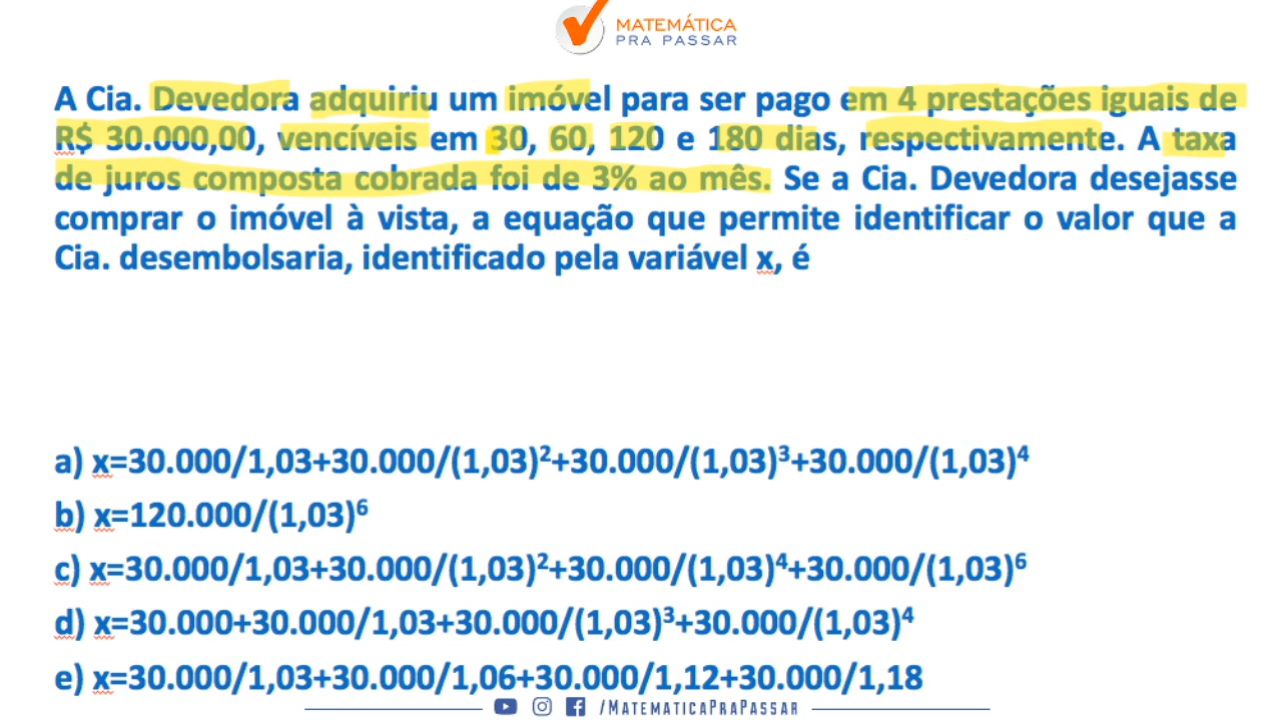 MATEMÁTICA
PRA PASSAR
A Cia. Devedora adquiriu um imóvel para ser pago em 4 prestações iguais de
R$ 30.000,00, vencíveis em 30, 60, 120 e 180 dias, respectivamente. A taxa
de juros composta cobrada foi de 3% ao mês. Se a Cia. Devedora desejasse
comprar o imóvel à vista, a equação que permite identificar o valor que a
Cia. desembolsaria, identificado pela variável x, é
a) x=30.000/1,03+30.000/(1,03)²+30.000/(1,03)³+30.000/(1,03)⁴
b) x=120.000/(1,03)⁶
c) x=30.000/1,03+30.000/(1,03)²+30.000/(1,03)⁴+30.000/(1,03)⁶
d) x=30.000+30.000/1,03+30.000/(1,03)³+30.000/(1,03)⁴
e) x=30.000/1,03+30.000/1,06+30.000/1,12+30.000/1,18
/MATEMATICAPRAPASSAR